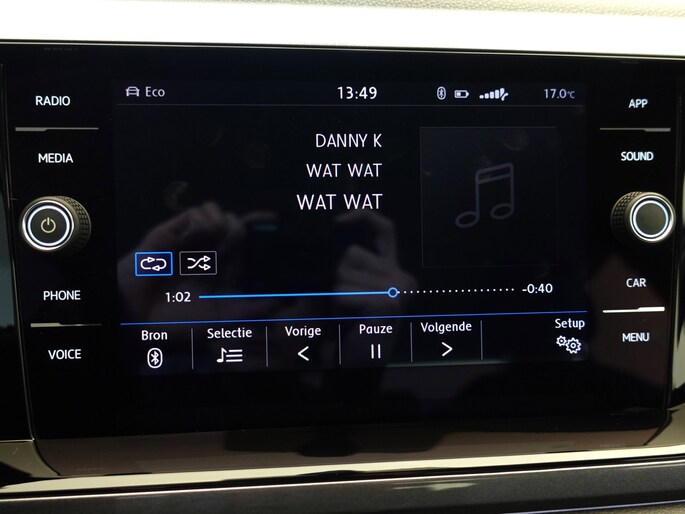 RADIO
MEDIA
PHONE
VOICE
Eco
13:49
17.0°C
DANNY K
WAT WAT
WAT WAT
1:02
-0:40
Bron
Selectie
Vorige
Pauze
Volgende
Setup
APP
SOUND
CAR
MENU